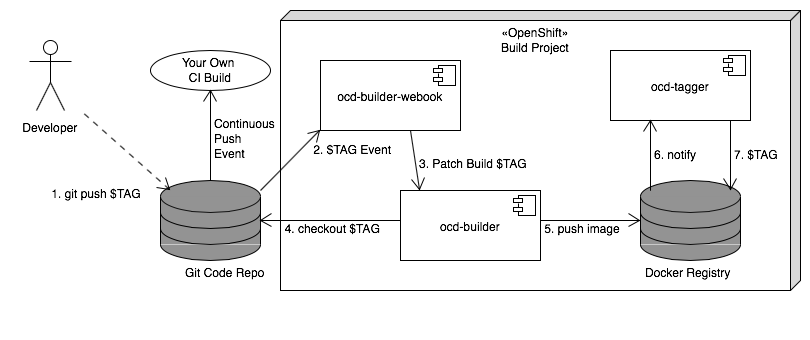 «OpenShift»
Build Project
Your Own
CI Build
ocd-builder-webook
ocd-tagger
Developer
Continuous
Push
Event
2. $TAG Event
3. Patch Build $TAG
6. notify
7. $TAG
1. git push $TAG
4. checkout $TAG
ocd-builder
5. push image
Git Code Repo
Docker Registry